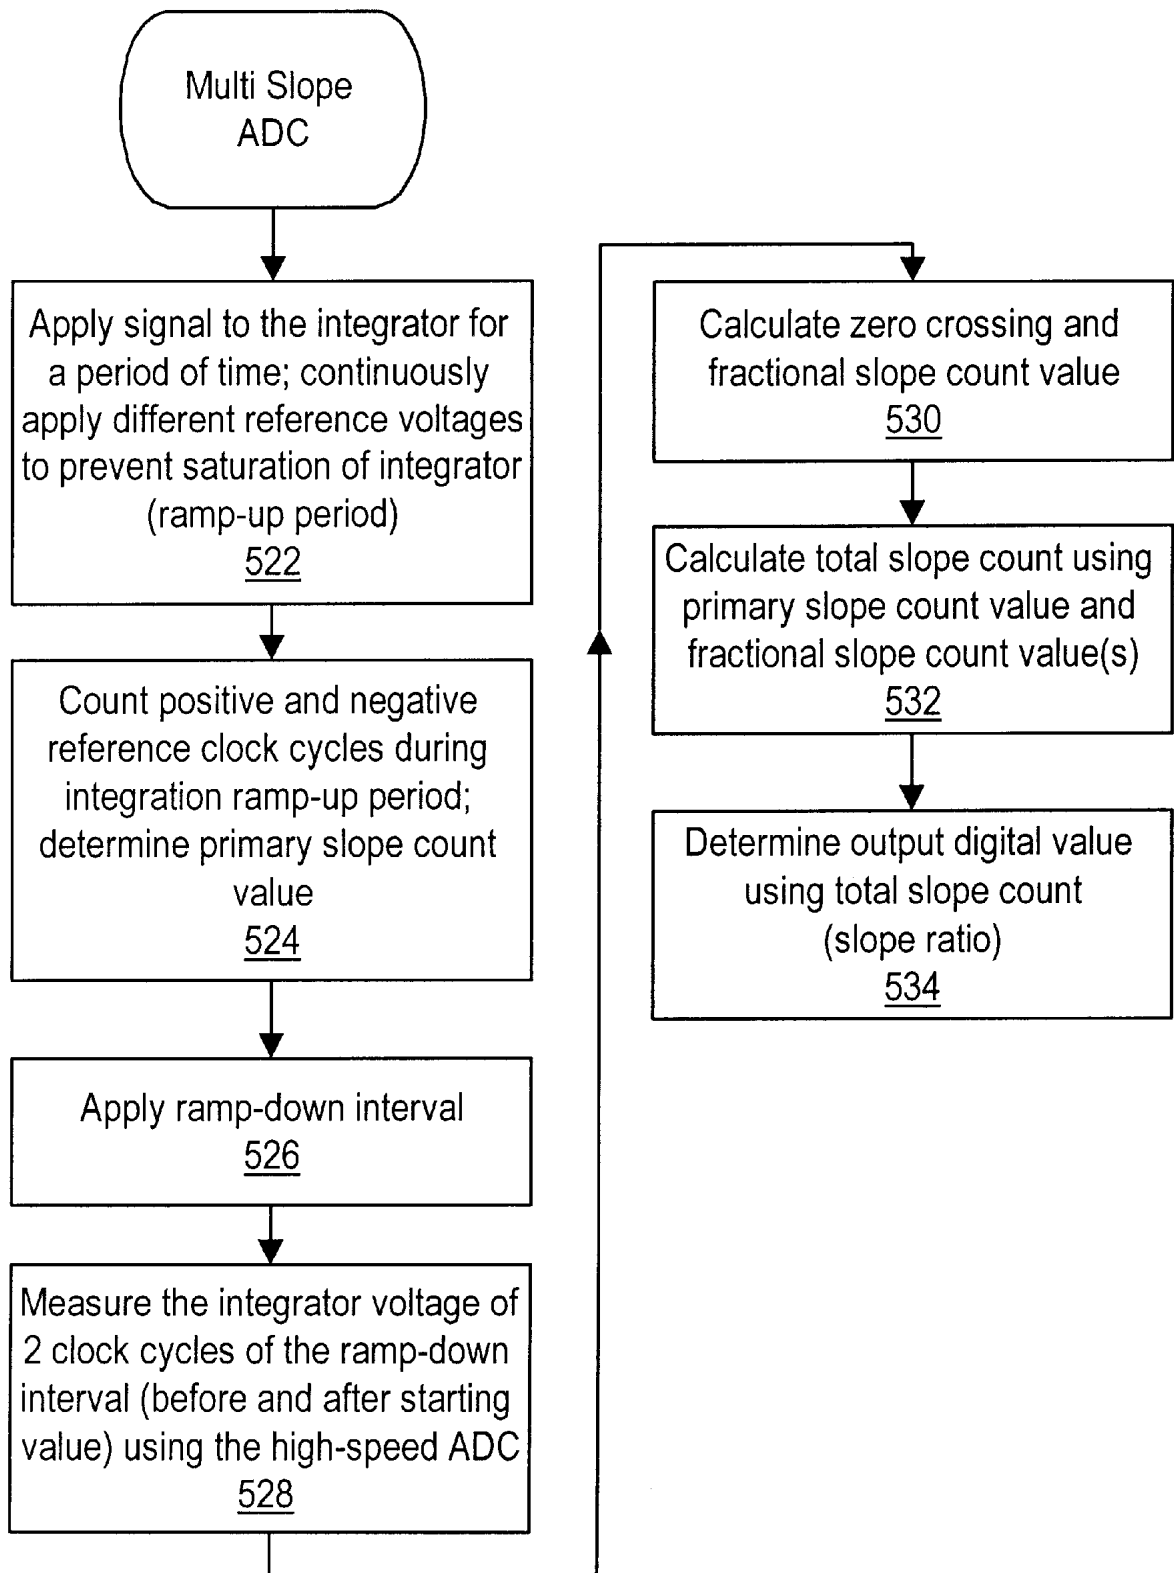 Multi Slope
ADC
Apply signal to the integrator for
a period of time; continuously
apply different reference voltages
to prevent saturation of integrator
(ramp-up period)
522
Count positive and negative
reference clock cycles during
integration ramp-up period;
determine primary slope count
value
524
Apply ramp-down interval
526
Measure the integrator voltage of
2 clock cycles of the ramp-down
interval (before and after starting
value) using the high-speed ADC
528
Calculate zero crossing and
fractional slope count value
530
Calculate total slope count using
primary slope count value and
fractional slope count value(s)
532
Determine output digital value
using total slope count
(slope ratio)
534